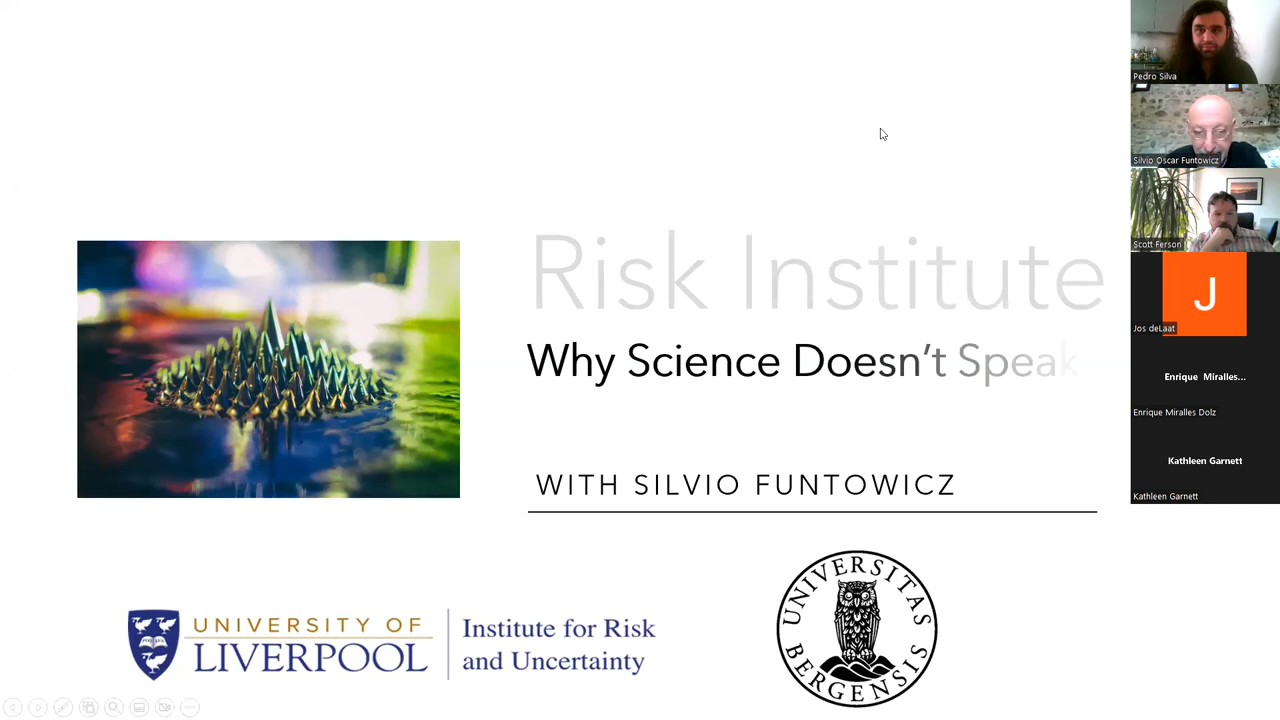 Risk Institute
Why Science Doesn't Speak
WITH SILVIO FUNTOWICZ
UNIVERSITY OF
LIVERPOOL
Institute for Risk
and Uncertainty
UNIVERSITAS
BERGENSIS
Pedro Silva
Silvio Oscar Funtowicz
Scott Ferson
J
Jos deLaat
Enrique Miralles...
Enrique Miralles Dolz
Kathleen Garnett
Kathleen Garnett